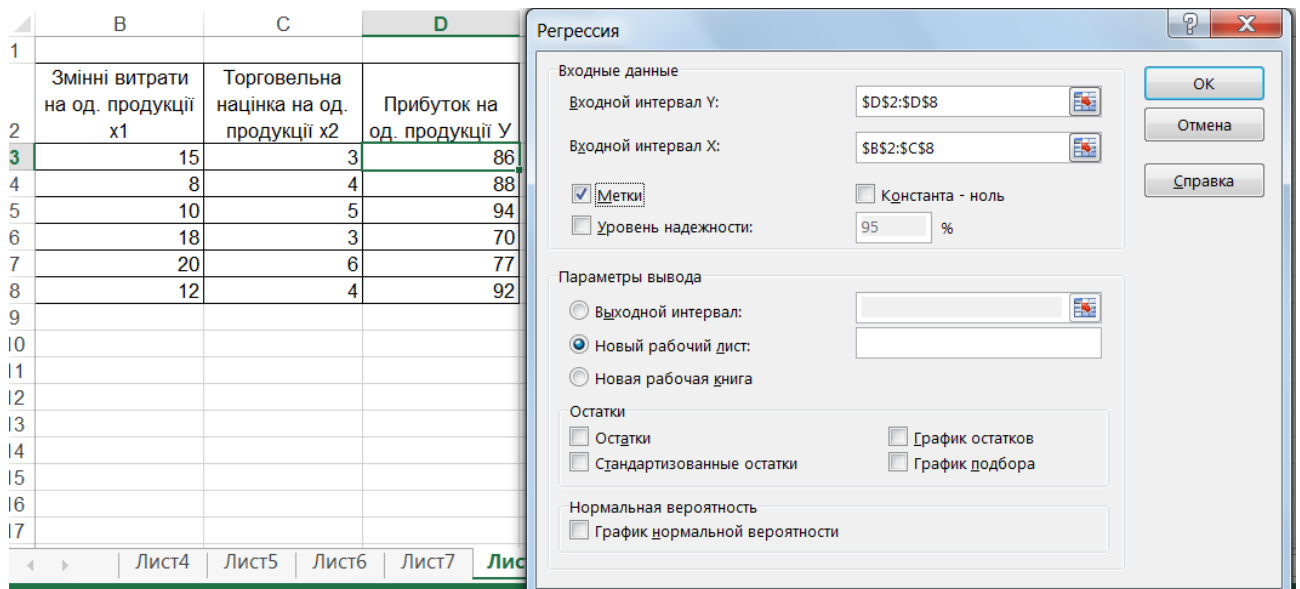 B C D
1
Змінні витрати Торговельна
на од. продукції націнка на од. Прибуток на
2 х1 продукції х2 од. продукції У
3 15 3 86
4 8 4 88
5 10 5 94
6 18 3 70
7 20 6 77
8 12 4 92
9
10
11
12
13
14
15
16
17
Лист4 Лист5 Лист6 Лист7
Регрессия
Входные данные
Входной интервал Y: $D$2:$D$8
Входной интервал X: $B$2:$C$8
Метки Константа - ноль
Уровень надежности: 95 %
Параметры вывода
Выходной интервал:
Новый рабочий лист:
Новая рабочая книга
Остатки
Остатки График остатков
Стандартизованные остатки График подбора
Нормальная вероятность
График нормальной вероятности
? X
ОК
Отмена
Справка